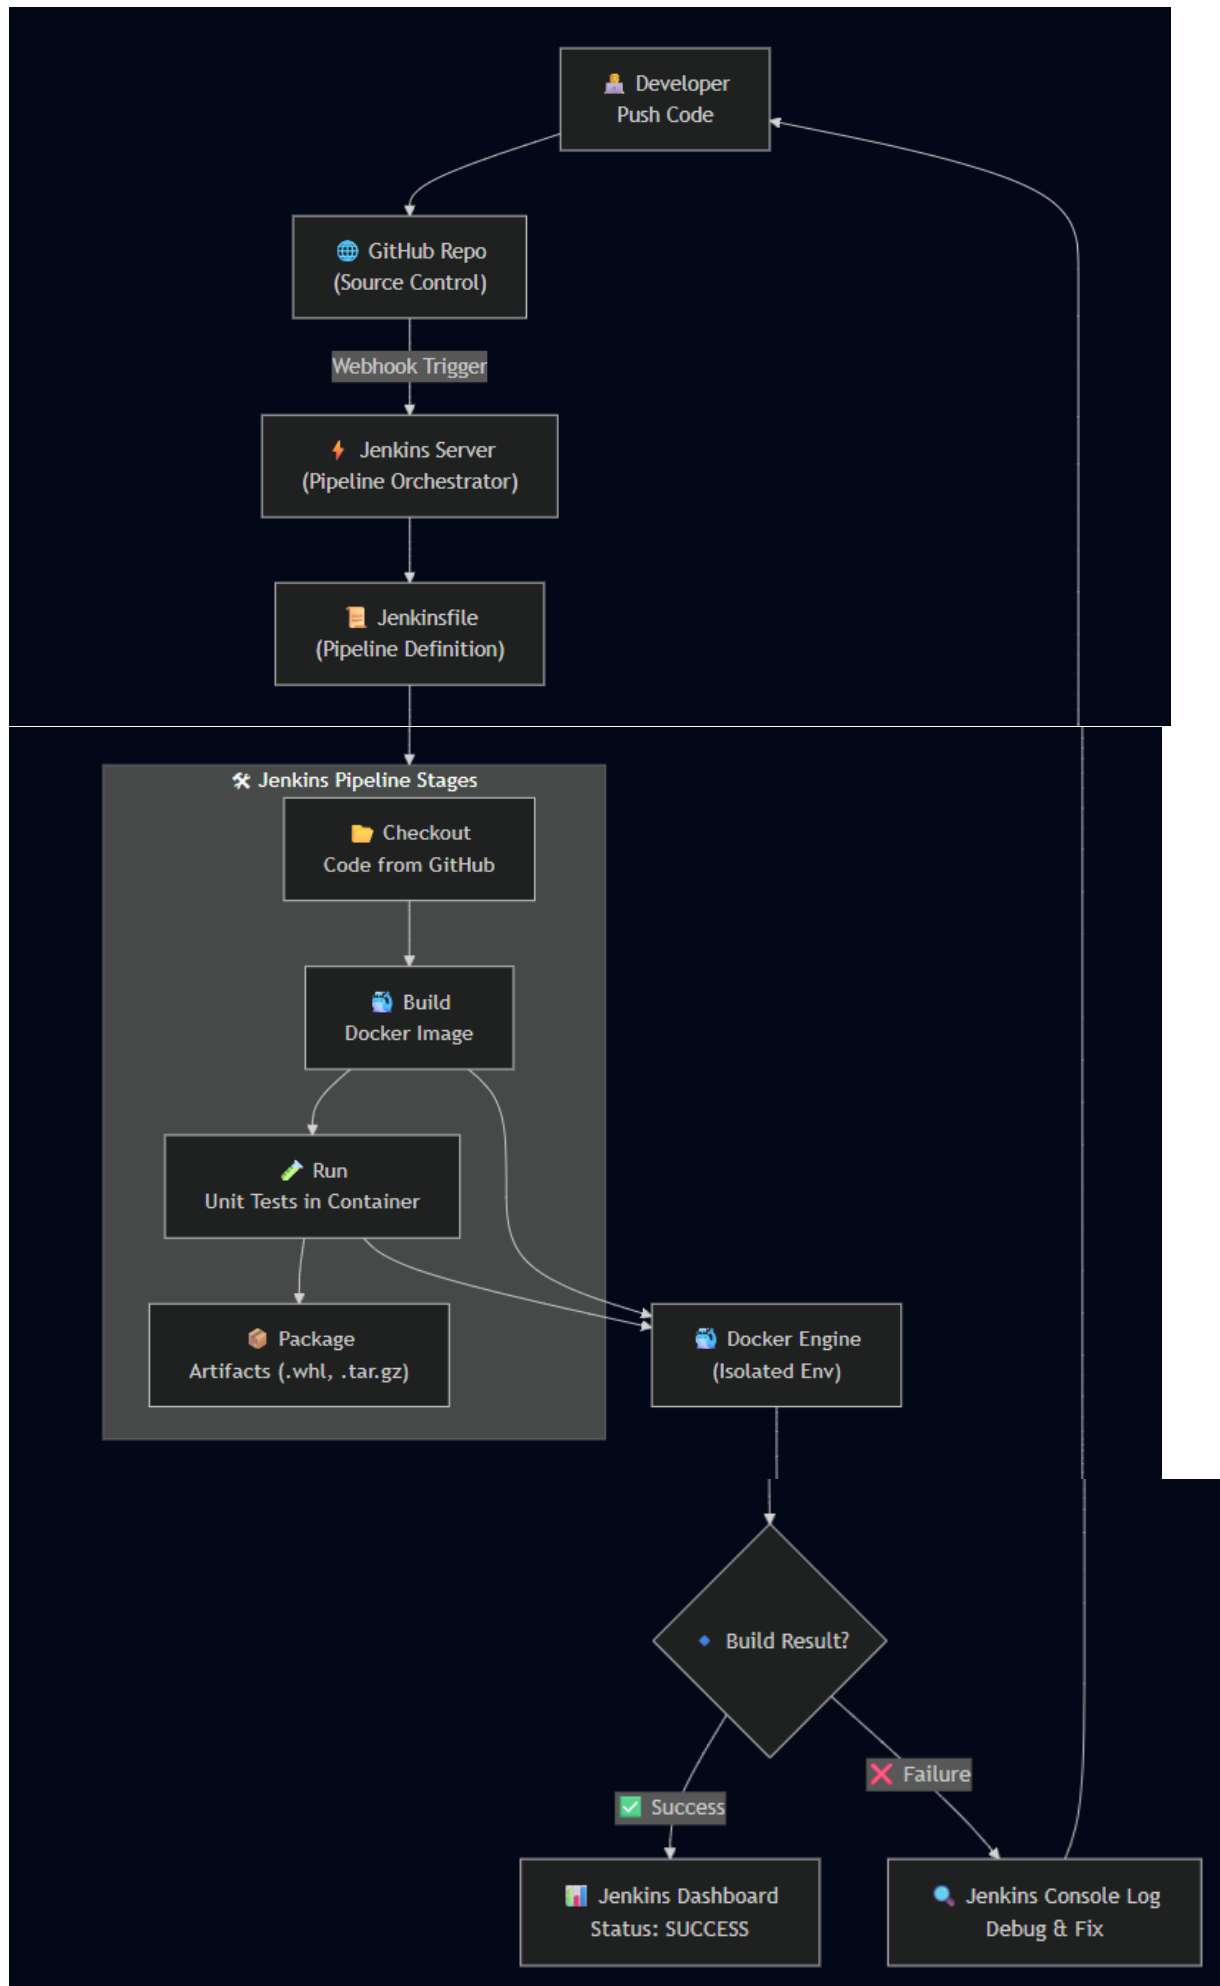 Developer
Push Code
GitHub Repo
(Source Control)
Webhook Trigger
Jenkins Server
(Pipeline Orchestrator)
Jenkinsfile
(Pipeline Definition)
Jenkins Pipeline Stages
Checkout
Code from GitHub
Build
Docker Image
Run
Unit Tests in Container
Package
Artifacts (.whl, .tar.gz)
Docker Engine
(Isolated Env)
Build Result?
Failure
Success
Jenkins Dashboard
Status: SUCCESS
Jenkins Console Log
Debug & Fix